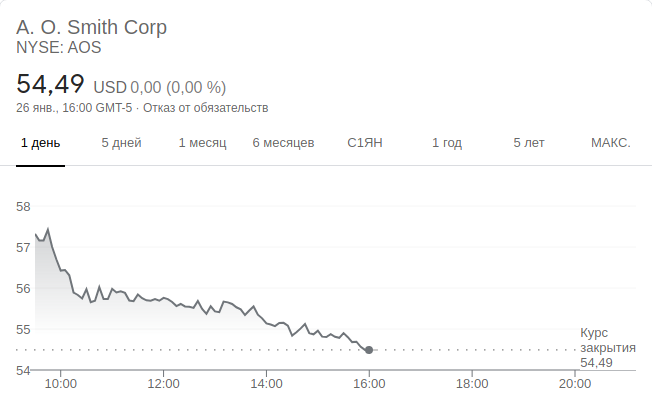 A. O. Smith Corp
NYSE: AOS
54,49 USD 0,00 (0,00 %)
26 янв., 16:00 GMT-5 · Отказ от обязательств
1 день 5 дней 1 месяц 6 месяцев С1ЯН 1 год 5 лет МАКС.
58
57
56
55
54
Курс
закрытия
54,49
10:00 12:00 14:00 16:00 18:00 20:00